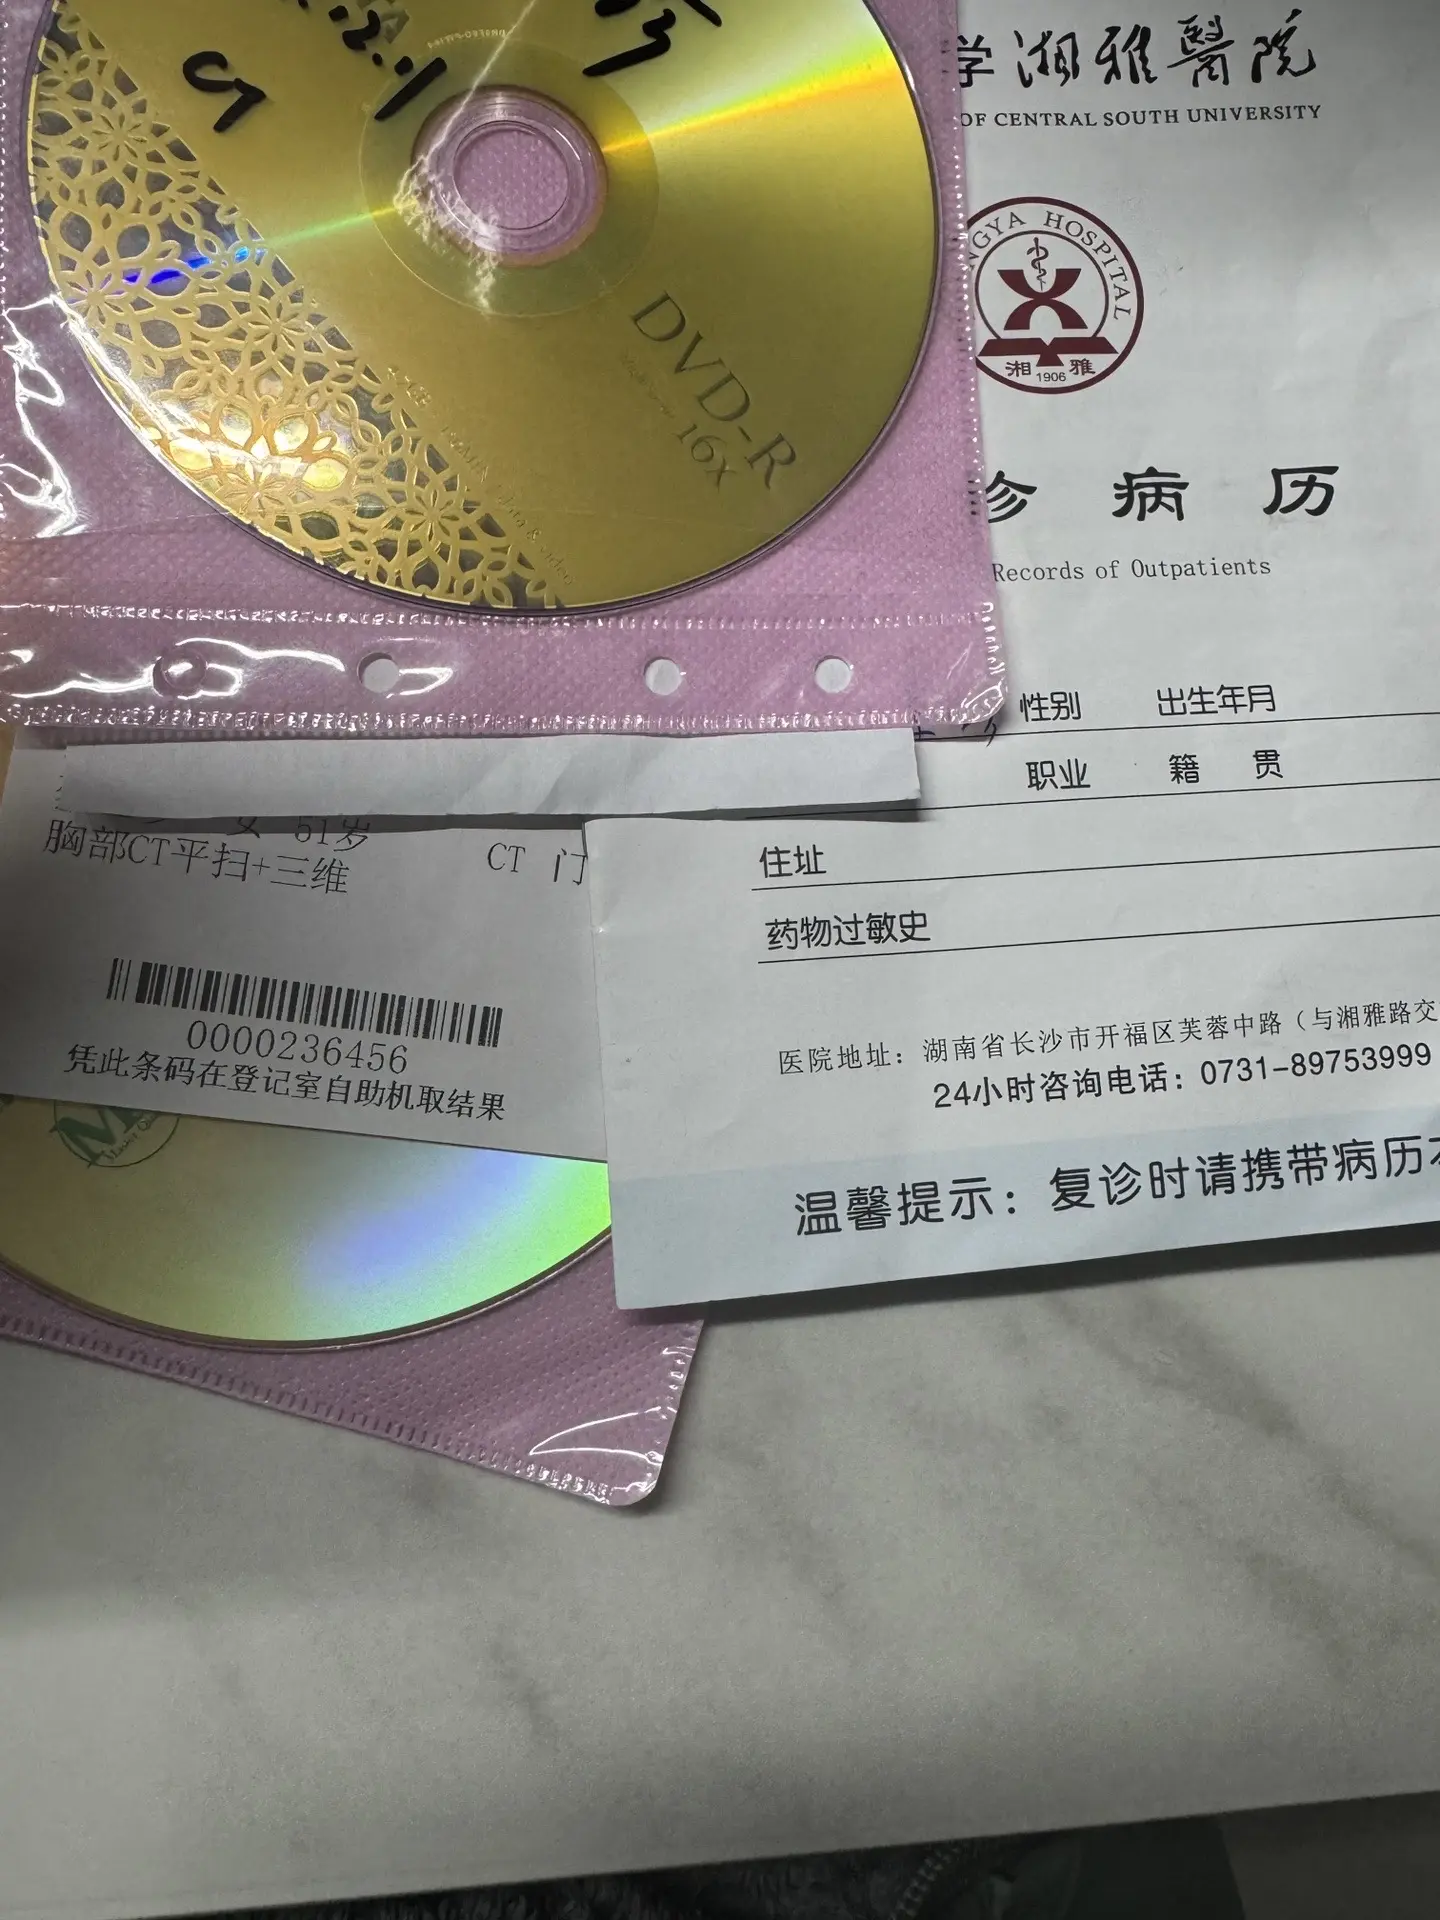 学湘雅醫院
OF CENTRAL SOUTH UNIVERSITY
HOSPITAL
湘雅
1906
DVD-R
16x
诊病历
Records of Outpatients
性别 出生年月
职业 籍贯
住址
药物过敏史
医院地址：湖南省长沙市开福区芙蓉中路（与湘雅路交
24小时咨询电话：0731-89753999
温馨提示：复诊时请携带病历本
女 51岁
胸部CT平扫+三维
CT 门
0000236456
凭此条码在登记室自助机取结果